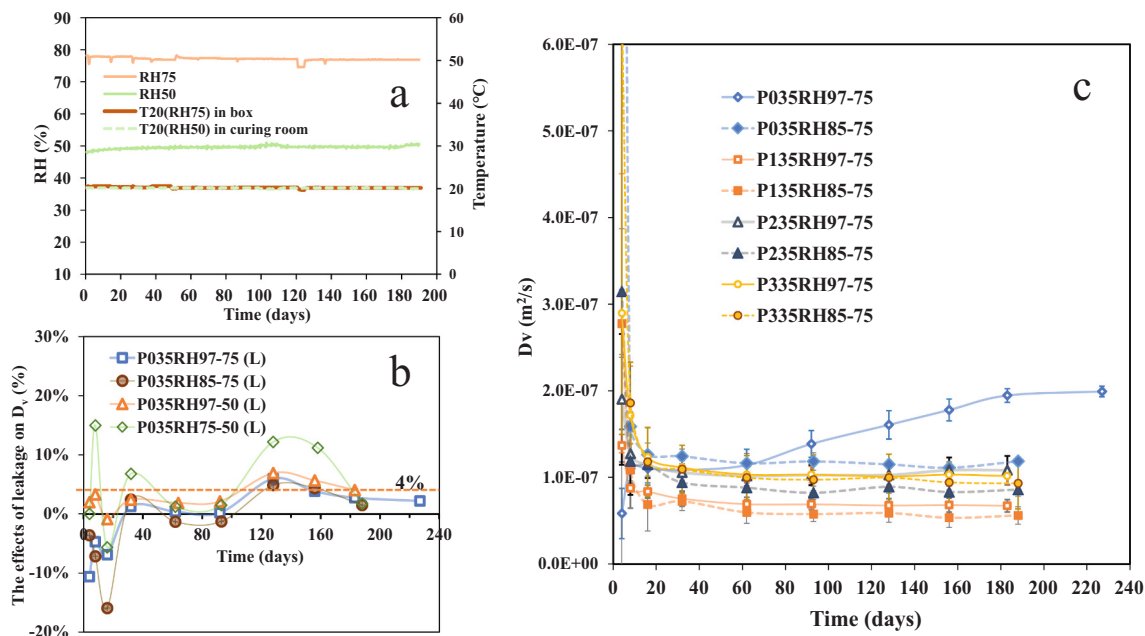 a
90
80
70
60
50
40
30
20
10
RH (%)
60
50
40
30
20
10
0
Temperature (°C)
RH75
RH50
T20(RH75) in box
T20(RH50) in curing room
0 20 40 60 80 100 120 140 160 180 200
Time (days)
b
30%
20%
10%
0%
-10%
-20%
The effects of leakage on Dv (%)
P035RH97-75 (L)
P035RH85-75 (L)
P035RH97-50 (L)
P035RH75-50 (L)
4%
0 40 80 120 160 200 240
Time (days)
c
6.0E-07
5.0E-07
4.0E-07
3.0E-07
2.0E-07
1.0E-07
0.0E+00
Dv (m²/s)
P035RH97-75
P035RH85-75
P135RH97-75
P135RH85-75
P235RH97-75
P235RH85-75
P335RH97-75
P335RH85-75
0 20 40 60 80 100 120 140 160 180 200 220 240
Time (days)